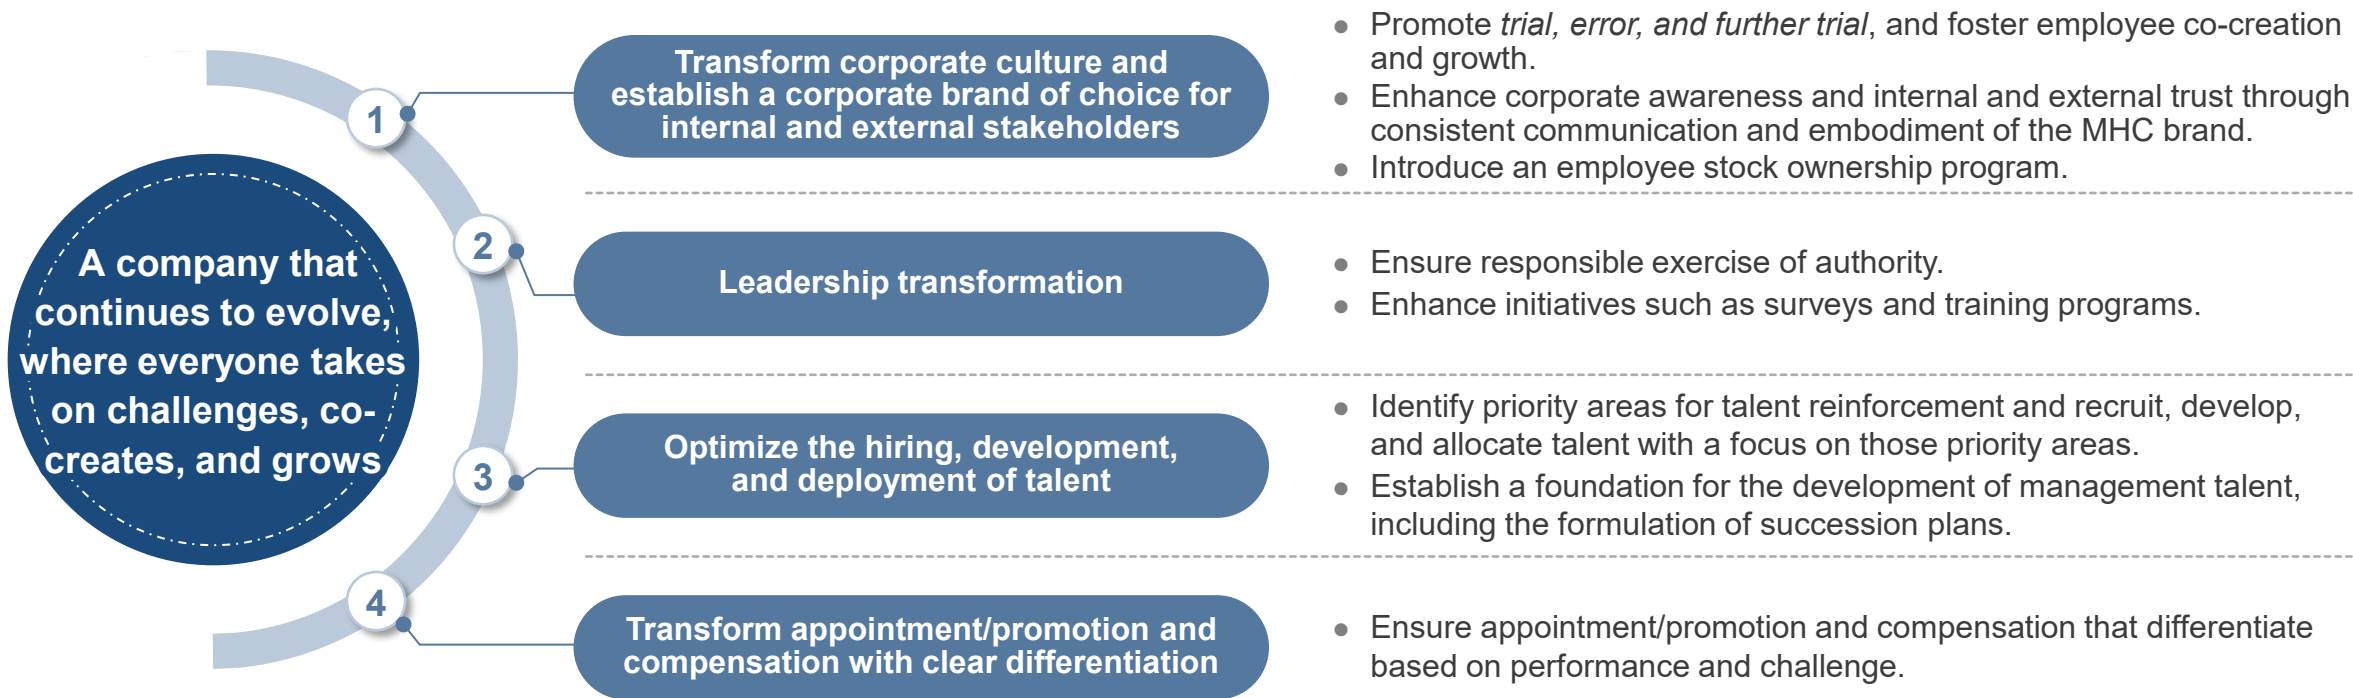 A company that
continues to evolve,
where everyone takes
on challenges, co-
creates, and grows
1
Transform corporate culture and
establish a corporate brand of choice for
internal and external stakeholders
● Promote trial, error, and further trial, and foster employee co-creation
and growth.
● Enhance corporate awareness and internal and external trust through
consistent communication and embodiment of the MHC brand.
● Introduce an employee stock ownership program.
2
Leadership transformation
● Ensure responsible exercise of authority.
● Enhance initiatives such as surveys and training programs.
3
Optimize the hiring, development,
and deployment of talent
● Identify priority areas for talent reinforcement and recruit, develop,
and allocate talent with a focus on those priority areas.
● Establish a foundation for the development of management talent,
including the formulation of succession plans.
4
Transform appointment/promotion and
compensation with clear differentiation
● Ensure appointment/promotion and compensation that differentiate
based on performance and challenge.